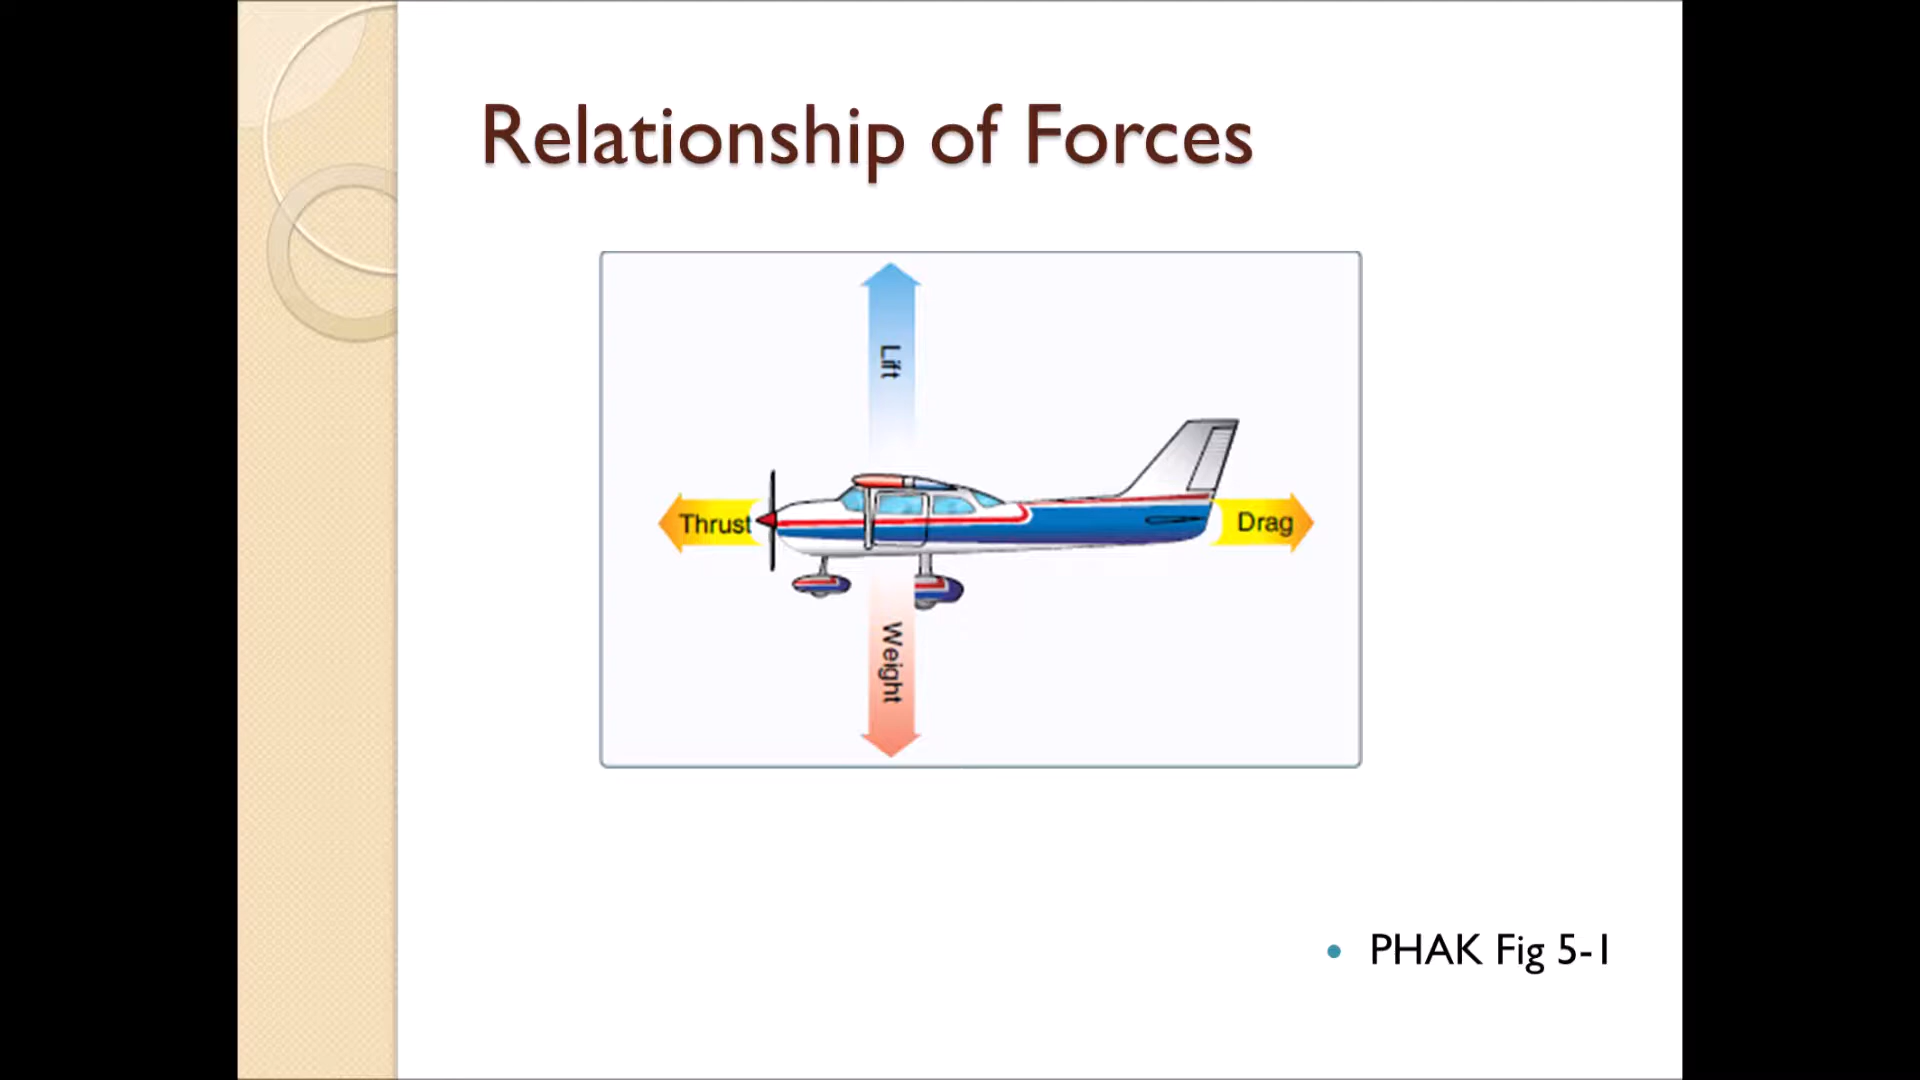 Relationship of Forces
Lift
Thrust
Drag
Weight
• PHAK Fig 5-1